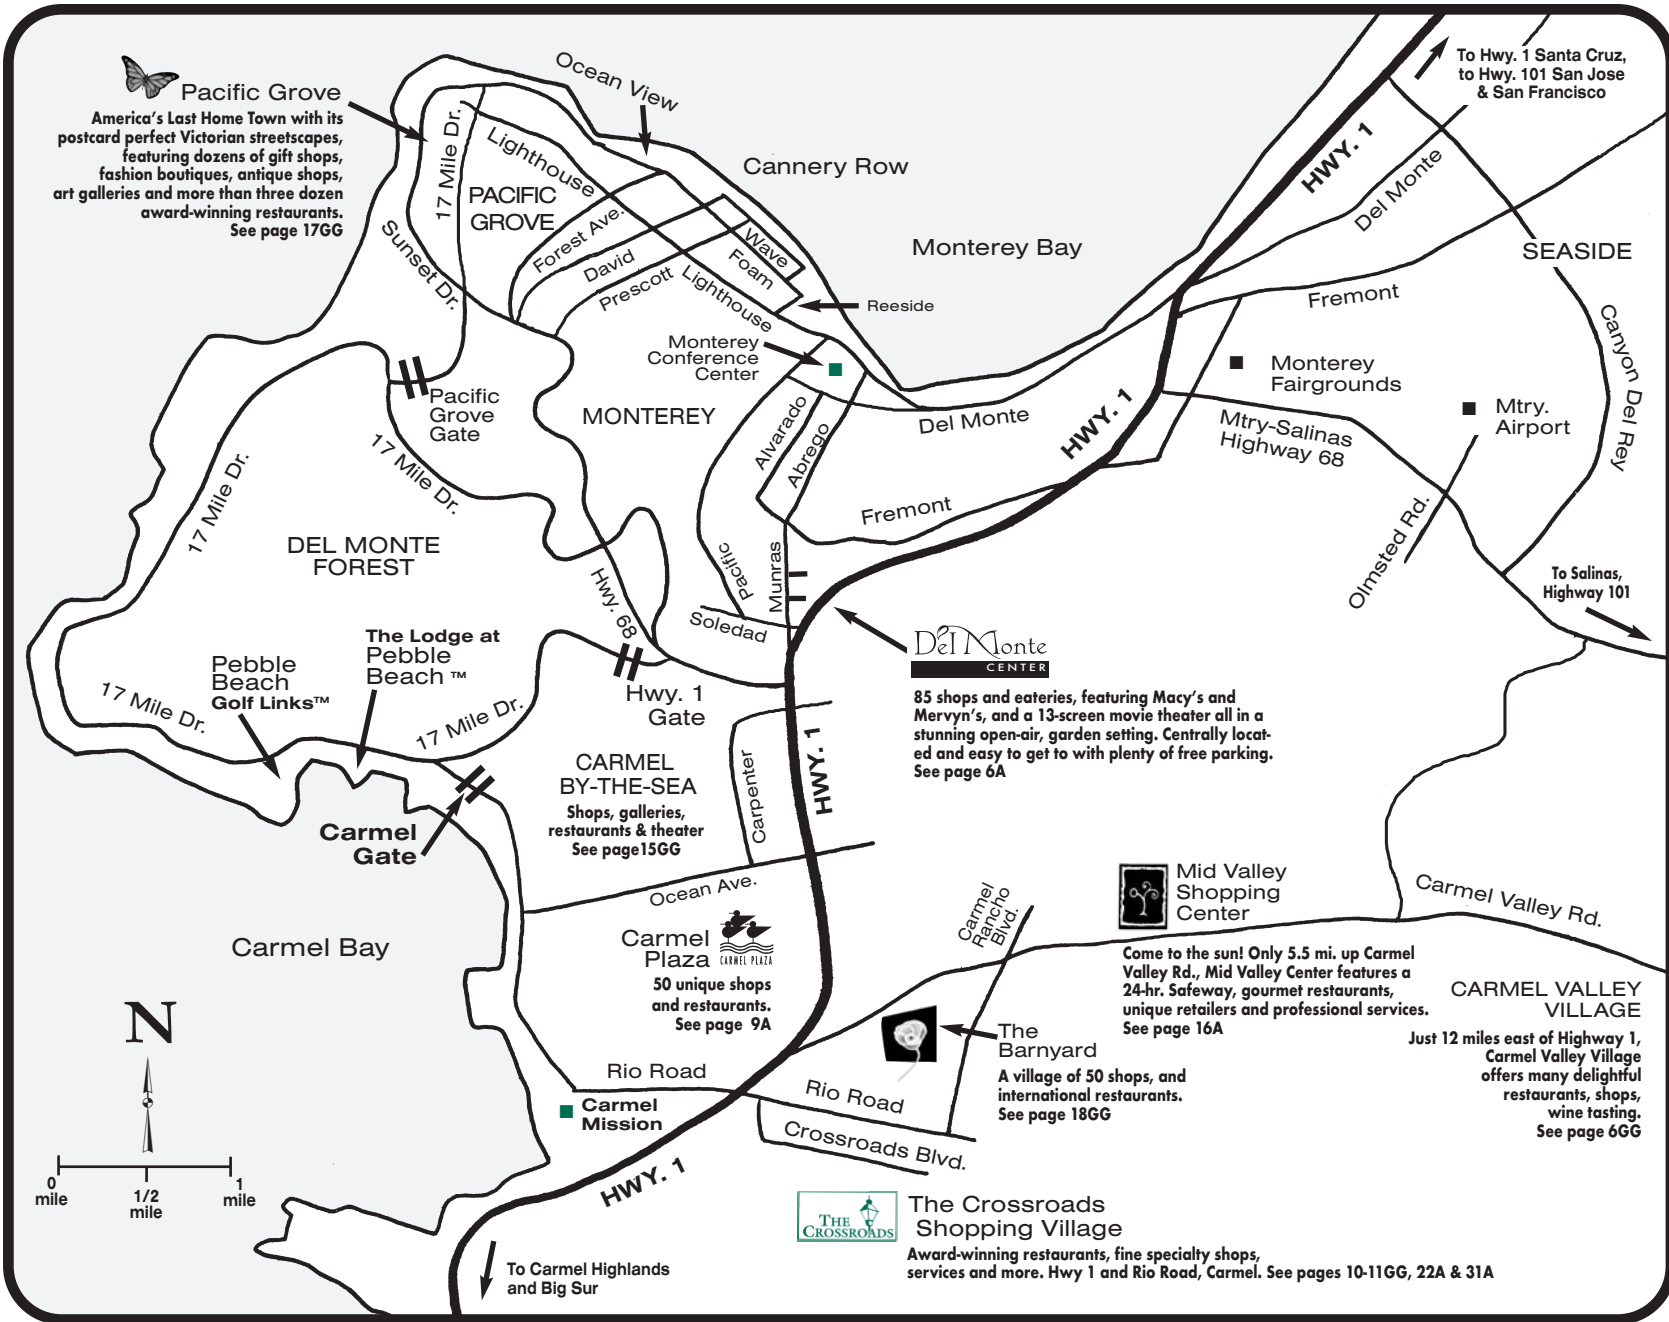 Pacific Grove
America's Last Home Town with its
postcard perfect Victorian streetscapes,
featuring dozens of gift shops,
fashion boutiques, antique shops,
art galleries and more than three dozen
award-winning restaurants.
See page 17GG
Ocean View
Cannery Row
Monterey Bay
To Hwy. 1 Santa Cruz,
to Hwy. 101 San Jose
& San Francisco
HWY. 1
Del Monte
SEASIDE
Fremont
Canyon Del Rey
17 Mile Dr.
Lighthouse
PACIFIC
GROVE
Sunset Dr.
Forest Ave.
David
Prescott
Lighthouse
Wave
Foam
Reeside
Monterey
Conference
Center
Monterey
Fairgrounds
Mtry.
Airport
Mtry-Salinas
Highway 68
Pacific
Grove
Gate
MONTEREY
Alvarado
Abrego
Del Monte
HWY. 1
17 Mile Dr.
17 Mile Dr.
Fremont
Olmsted Rd.
DEL MONTE
FOREST
Hwy. 68
Pacific
Munras
Soledad
To Salinas,
Highway 101
Del Monte
CENTER
85 shops and eateries, featuring Macy's and
Mervyn's, and a 13-screen movie theater all in a
stunning open-air, garden setting. Centrally locat-
ed and easy to get to with plenty of free parking.
See page 6A
The Lodge at
Pebble
Beach ™
Pebble
Beach
Golf Links™
17 Mile Dr.
17 Mile Dr.
Hwy. 1
Gate
CARMEL
BY-THE-SEA
Shops, galleries,
restaurants & theater
See page15GG
Carpenter
HWY. 1
Carmel
Gate
Ocean Ave.
Carmel
Plaza
CARMEL PLAZA
50 unique shops
and restaurants.
See page 9A
Carmel Bay
Carmel
Rancho
Blvd.
Mid Valley
Shopping
Center
Come to the sun! Only 5.5 mi. up Carmel
Valley Rd., Mid Valley Center features a
24-hr. Safeway, gourmet restaurants,
unique retailers and professional services.
See page 16A
Carmel Valley Rd.
CARMEL VALLEY
VILLAGE
Just 12 miles east of Highway 1,
Carmel Valley Village
offers many delightful
restaurants, shops,
wine tasting.
See page 6GG
The
Barnyard
A village of 50 shops, and
international restaurants.
See page 18GG
N
Rio Road
Rio Road
Carmel
Mission
Crossroads Blvd.
HWY. 1
0
mile
1/2
mile
1
mile
THE
CROSSROADS
The Crossroads
Shopping Village
Award-winning restaurants, fine specialty shops,
services and more. Hwy 1 and Rio Road, Carmel. See pages 10-11GG, 22A & 31A
To Carmel Highlands
and Big Sur